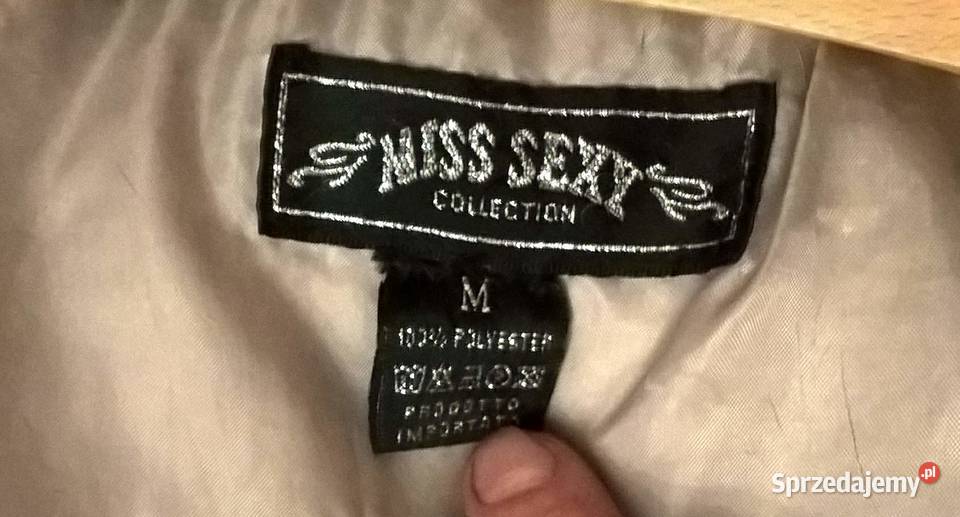 MISS SEXY
COLLECTION
M
100% POLYESTER
PRODOTTO
IMPORTATO
Sprzedajemy.pl